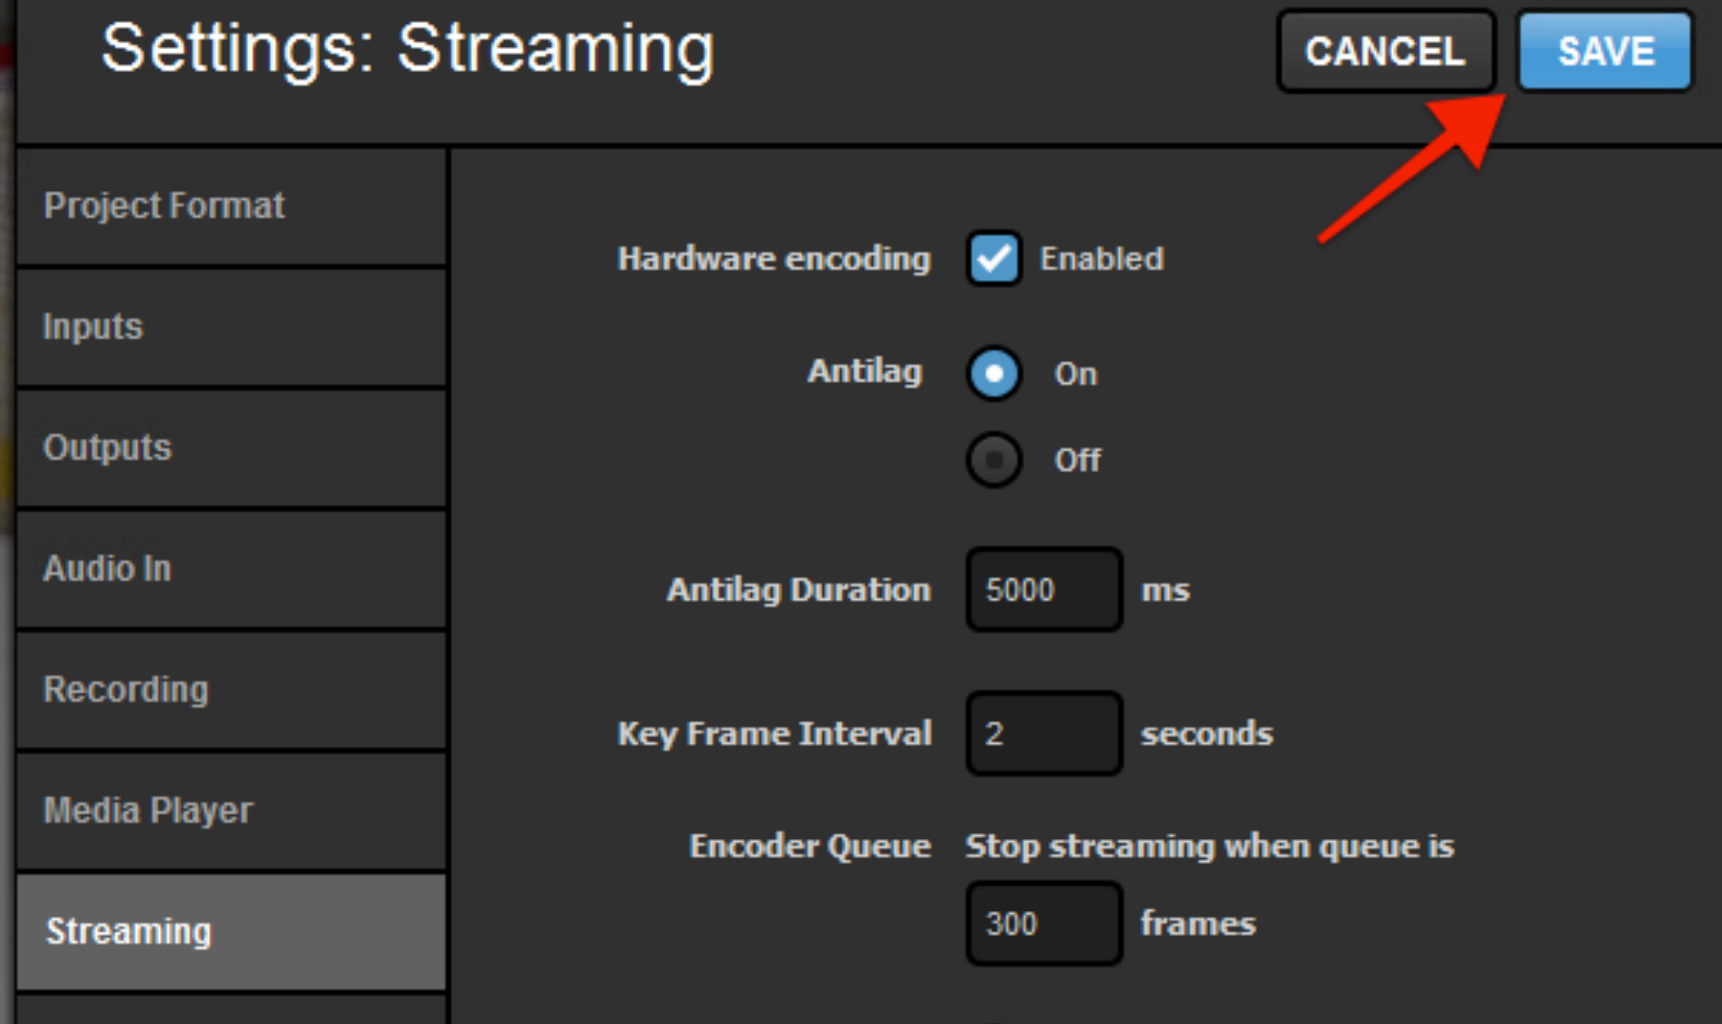 Settings: Streaming
CANCEL
SAVE
Project Format
Inputs
Outputs
Audio In
Recording
Media Player
Streaming
Hardware encoding Enabled
Antilag On
Off
Antilag Duration 5000 ms
Key Frame Interval 2 seconds
Encoder Queue Stop streaming when queue is
300 frames